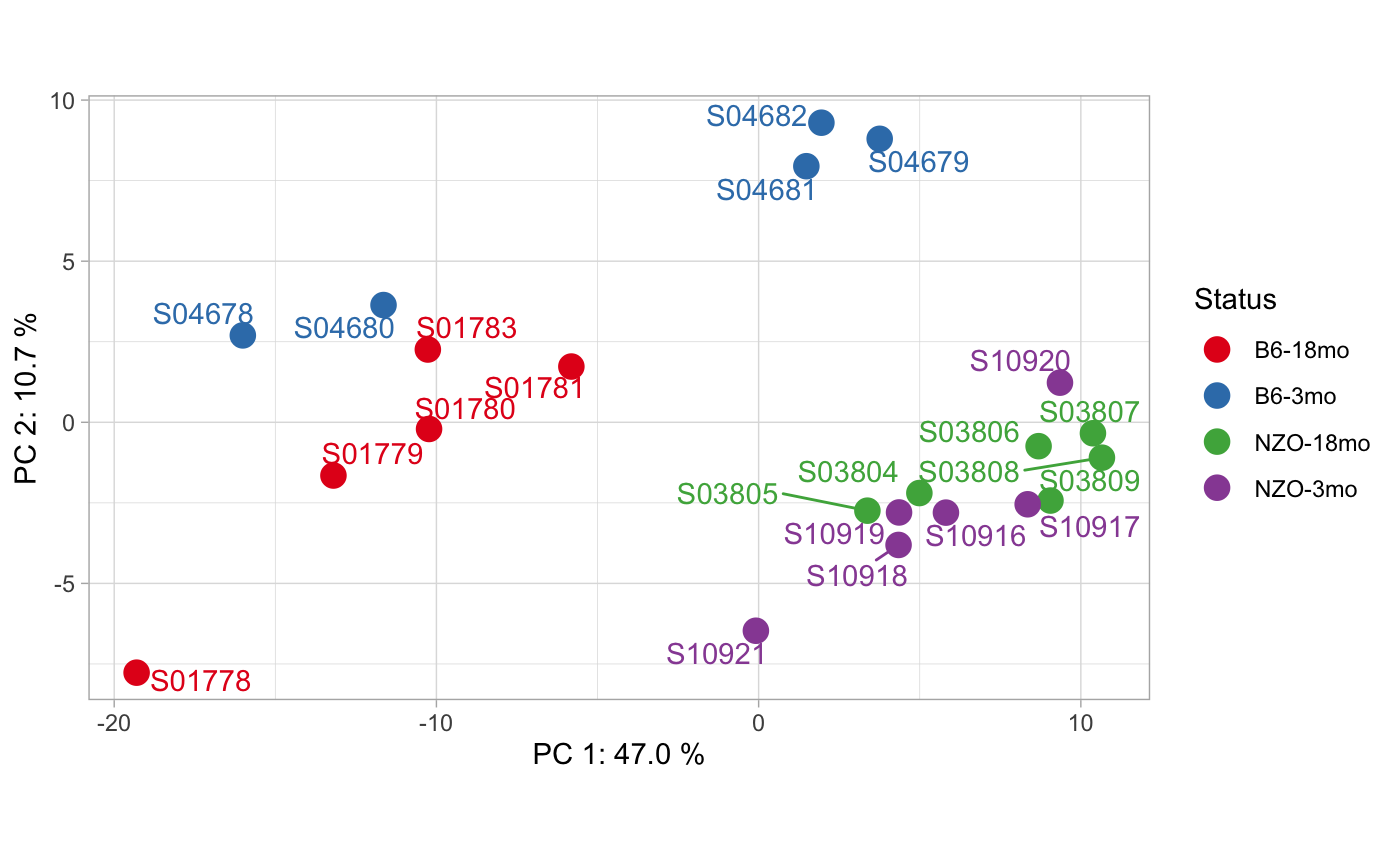 10
5
0
-5
PC 2: 10.7 %
-20
-10
0
10
PC 1: 47.0 %
S04682
S04679
S04681
S04678
S04680
S01783
S01781
S01780
S01779
S01778
S10920
S03807
S03806
S03808
S03804
S03809
S03805
S10919
S10916
S10917
S10918
S10921
Status
B6-18mo
B6-3mo
NZO-18mo
NZO-3mo